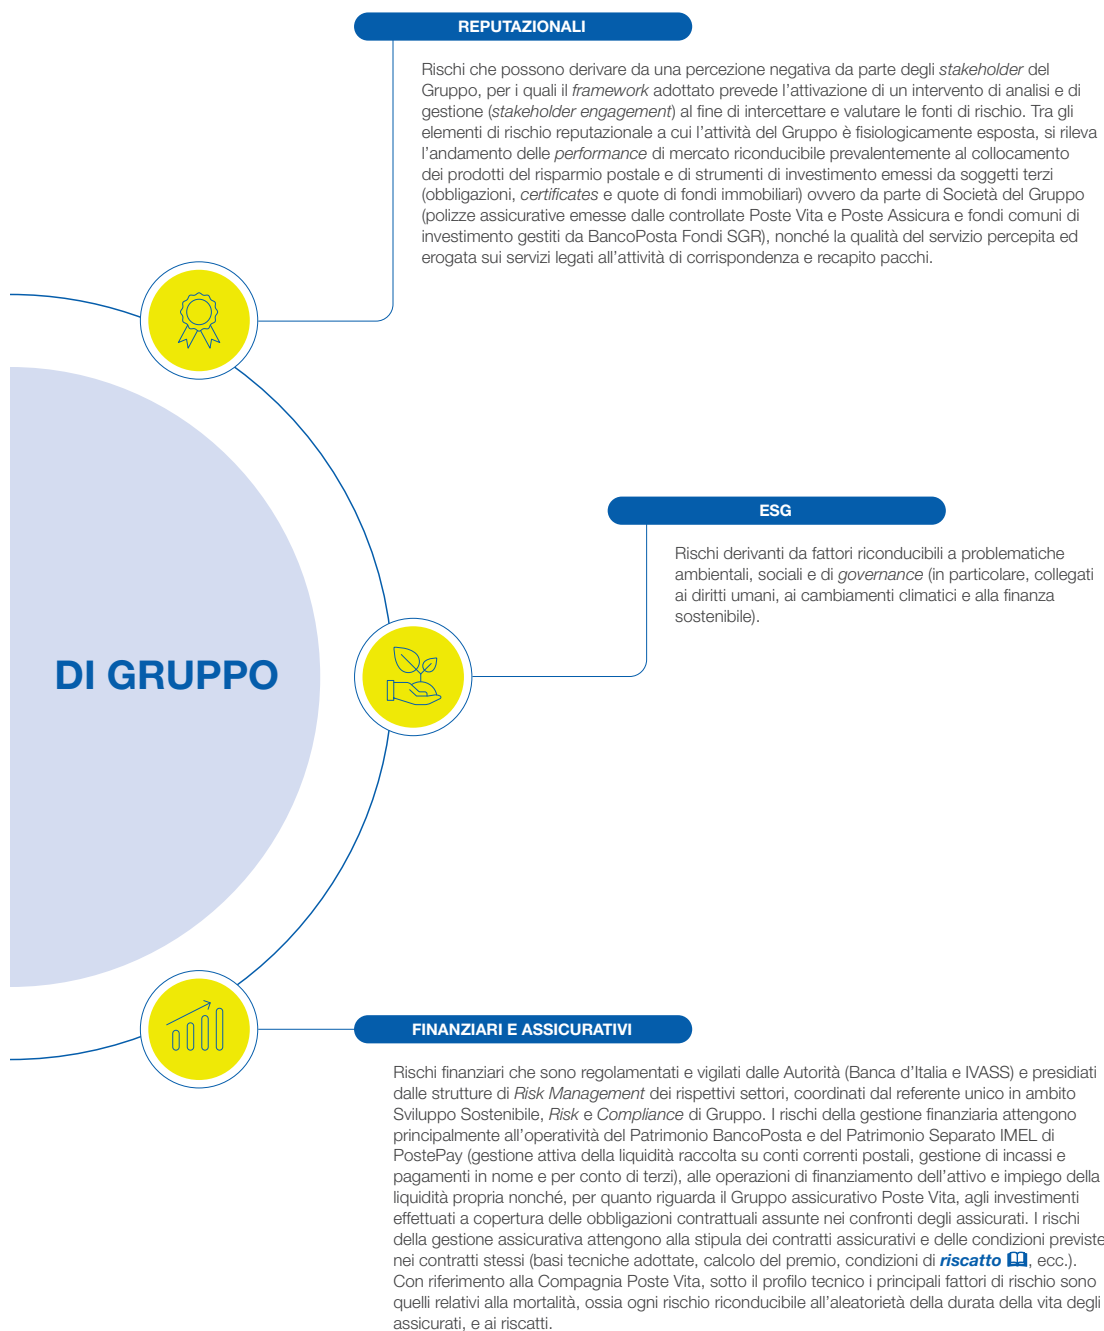 REPUTAZIONALI
Rischi che possono derivare da una percezione negativa da parte degli stakeholder del
Gruppo, per i quali il framework adottato prevede l'attivazione di un intervento di analisi e di
gestione (stakeholder engagement) al fine di intercettare e valutare le fonti di rischio. Tra gli
elementi di rischio reputazionale a cui l'attività del Gruppo è fisiologicamente esposta, si rileva
l'andamento delle performance di mercato riconducibile prevalentemente al collocamento
dei prodotti del risparmio postale e di strumenti di investimento emessi da soggetti terzi
(obbligazioni, certificates e quote di fondi immobiliari) ovvero da parte di Società del Gruppo
(polizze assicurative emesse dalle controllate Poste Vita e Poste Assicura e fondi comuni di
investimento gestiti da BancoPosta Fondi SGR), nonché la qualità del servizio percepita ed
erogata sui servizi legati all'attività di corrispondenza e recapito pacchi.
ESG
Rischi derivanti da fattori riconducibili a problematiche
ambientali, sociali e di governance (in particolare, collegati
ai diritti umani, ai cambiamenti climatici e alla finanza
sostenibile).
DI GRUPPO
FINANZIARI E ASSICURATIVI
Rischi finanziari che sono regolamentati e vigilati dalle Autorità (Banca d'Italia e IVASS) e presidiati
dalle strutture di Risk Management dei rispettivi settori, coordinati dal referente unico in ambito
Sviluppo Sostenibile, Risk e Compliance di Gruppo. I rischi della gestione finanziaria attengono
principalmente all'operatività del Patrimonio BancoPosta e del Patrimonio Separato IMEL di
PostePay (gestione attiva della liquidità raccolta su conti correnti postali, gestione di incassi e
pagamenti in nome e per conto di terzi), alle operazioni di finanziamento dell'attivo e impiego della
liquidità propria nonché, per quanto riguarda il Gruppo assicurativo Poste Vita, agli investimenti
effettuati a copertura delle obbligazioni contrattuali assunte nei confronti degli assicurati. I rischi
della gestione assicurativa attengono alla stipula dei contratti assicurativi e delle condizioni previste
nei contratti stessi (basi tecniche adottate, calcolo del premio, condizioni di riscatto, ecc.).
Con riferimento alla Compagnia Poste Vita, sotto il profilo tecnico i principali fattori di rischio sono
quelli relativi alla mortalità, ossia ogni rischio riconducibile all'aleatorietà della durata della vita degli
assicurati, e ai riscatti.